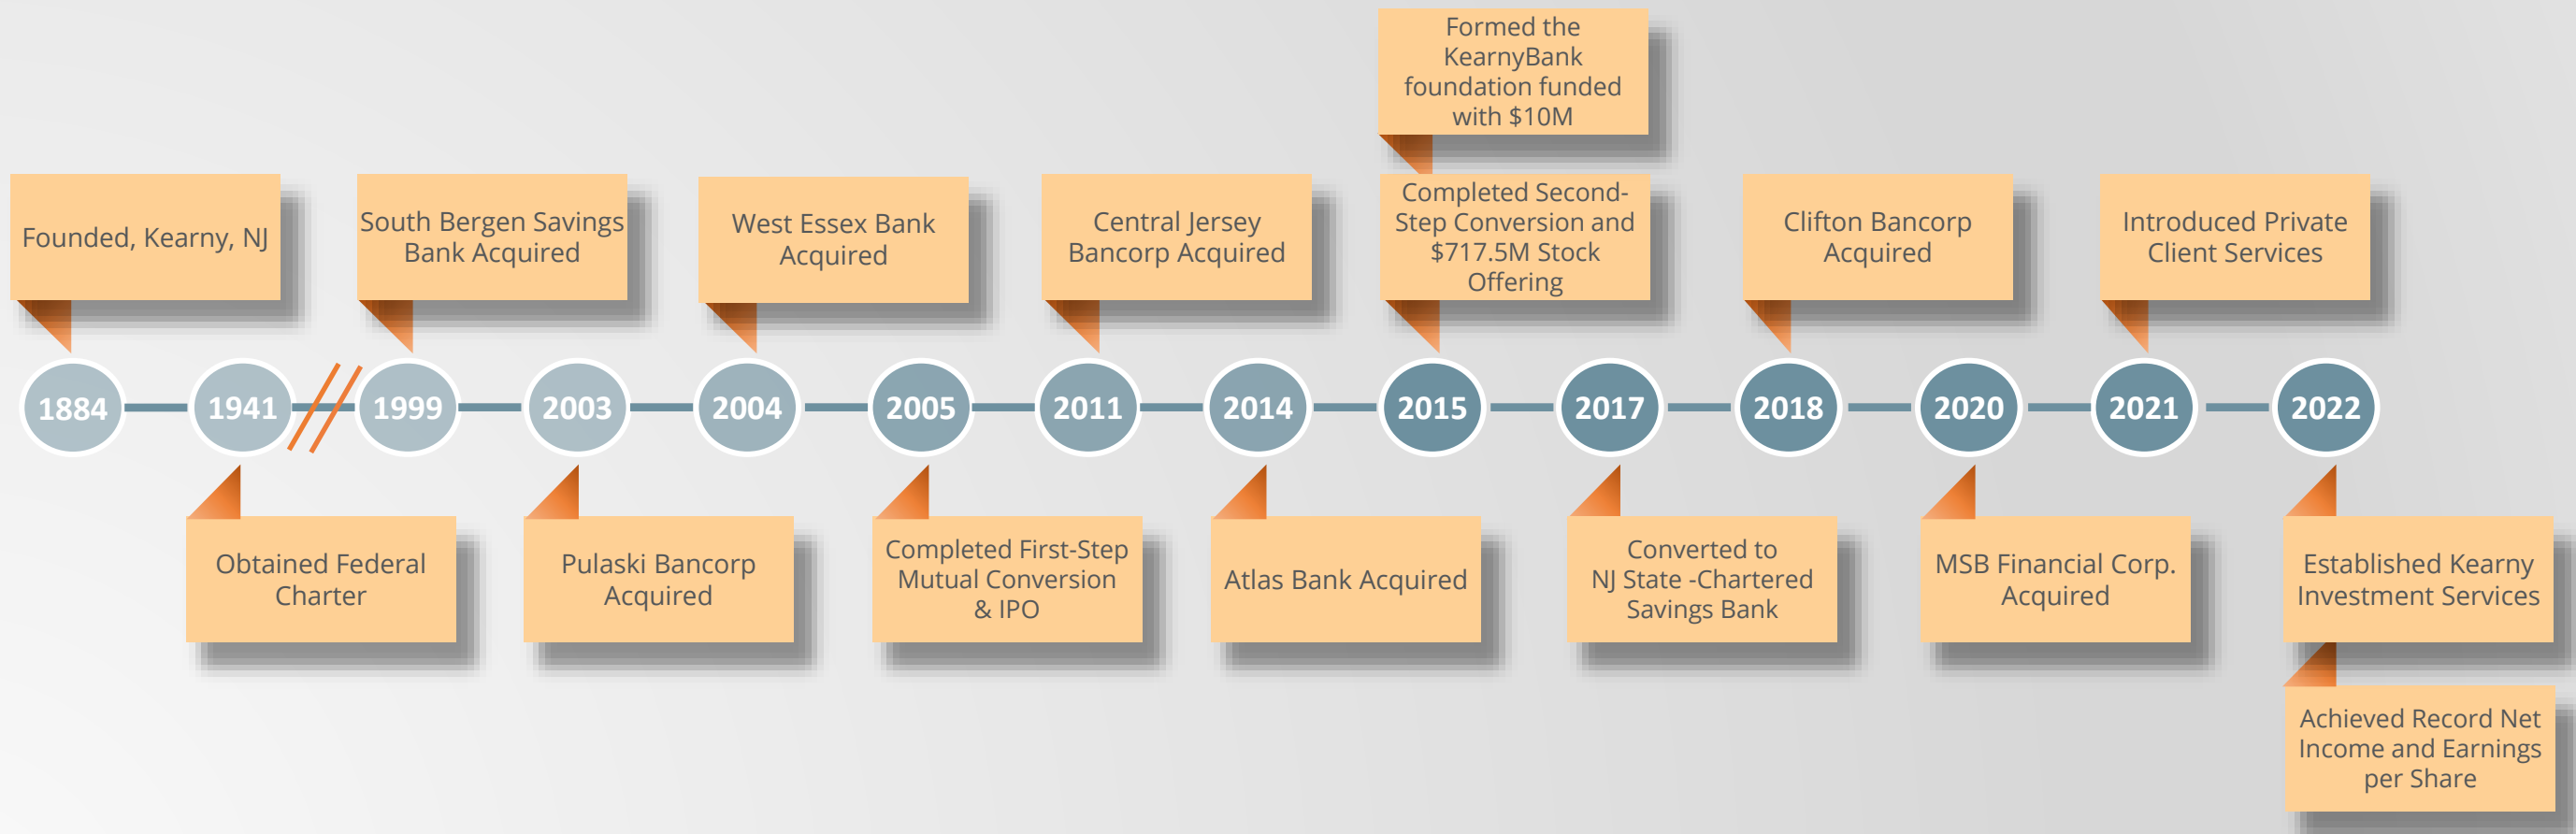 Formed the
KearnyBank
foundation funded
with $10M
Founded, Kearny, NJ
South Bergen Savings
Bank Acquired
West Essex Bank
Acquired
Central Jersey
Bancorp Acquired
Completed Second-
Step Conversion and
$717.5M Stock
Offering
Clifton Bancorp
Acquired
Introduced Private
Client Services
1884
1941
1999
2003
2004
2005
2011
2014
2015
2017
2018
2020
2021
2022
Obtained Federal
Charter
Pulaski Bancorp
Acquired
Completed First-Step
Mutual Conversion
& IPO
Atlas Bank Acquired
Converted to
NJ State -Chartered
Savings Bank
MSB Financial Corp.
Acquired
Established Kearny
Investment Services
Achieved Record Net
Income and Earnings
per Share